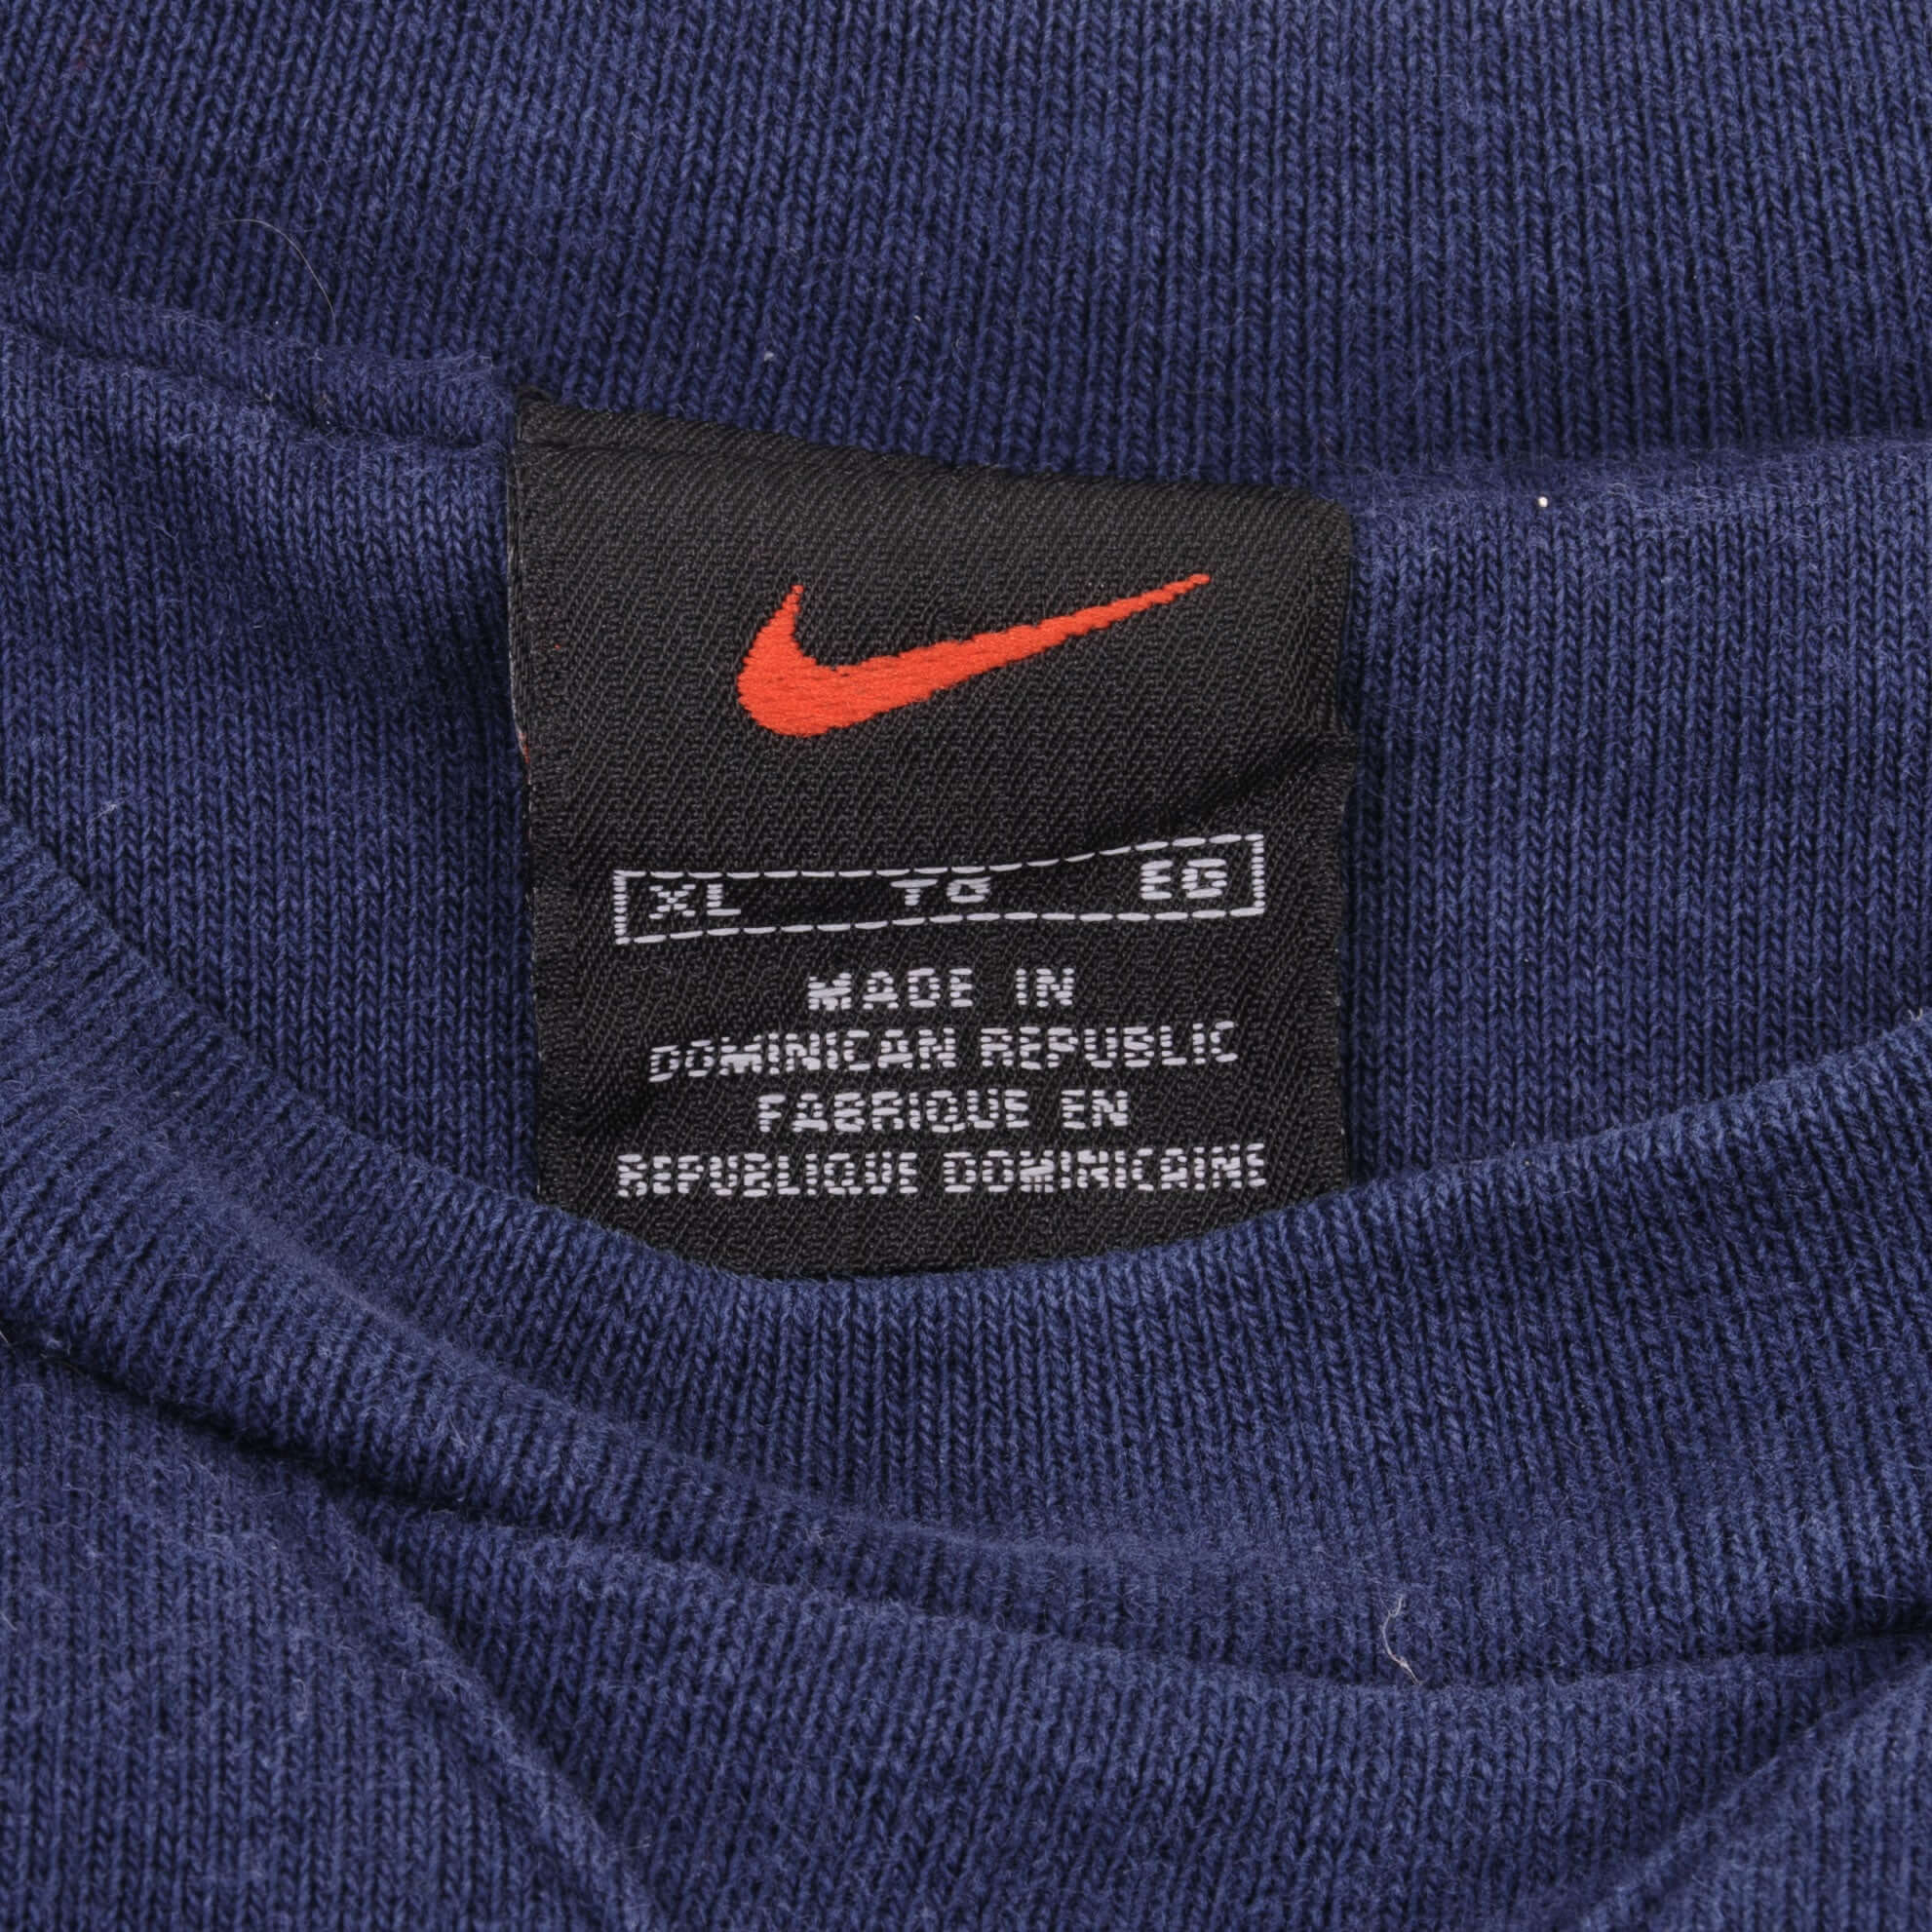 XL TG EG
MADE IN
DOMINICAN REPUBLIC
FABRIQUE EN
REPUBLIQUE DOMINICAINE